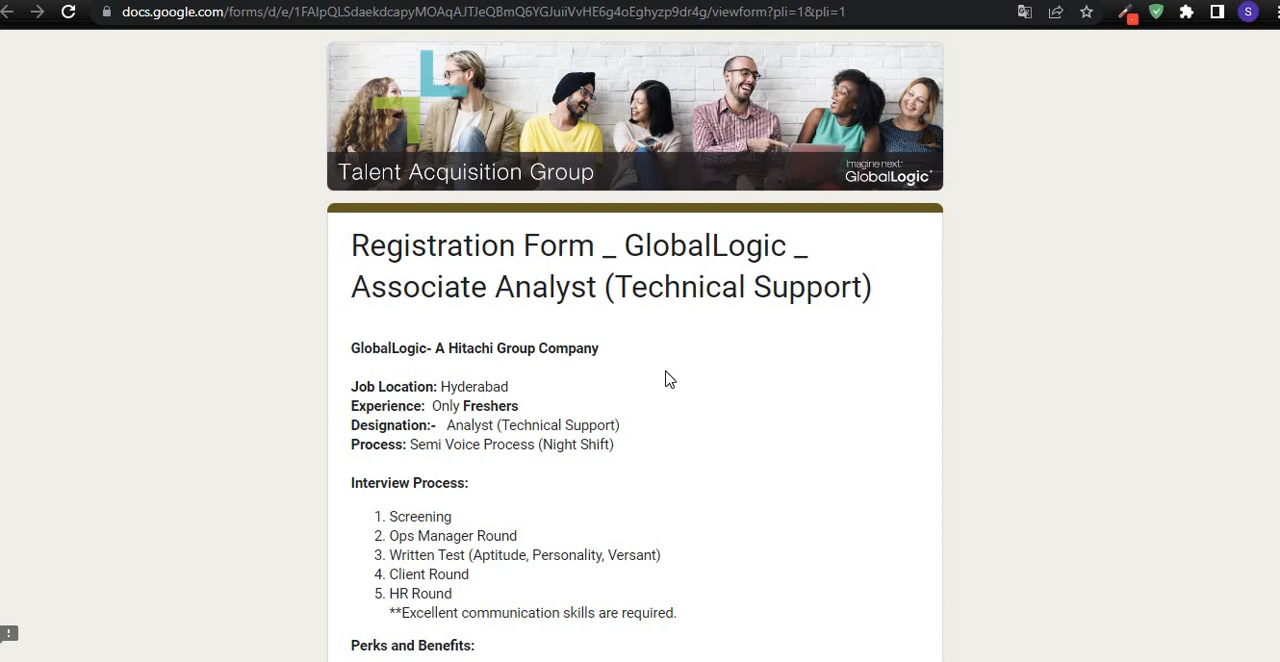 docs.google.com/forms/d/e/1FAIpQLSdaekdcapyMOAqAJTJeQBmQ6YGJuiiVvHE6g4oEghyzp9dr4g/viewform?pli=1&pli=1
S
Talent Acquisition Group
Imagine next:
GlobalLogic
Registration Form _ GlobalLogic _
Associate Analyst (Technical Support)
GlobalLogic- A Hitachi Group Company
Job Location: Hyderabad
Experience: Only Freshers
Designation:- Analyst (Technical Support)
Process: Semi Voice Process (Night Shift)
Interview Process:
1. Screening
2. Ops Manager Round
3. Written Test (Aptitude, Personality, Versant)
4. Client Round
5. HR Round
**Excellent communication skills are required.
Perks and Benefits: